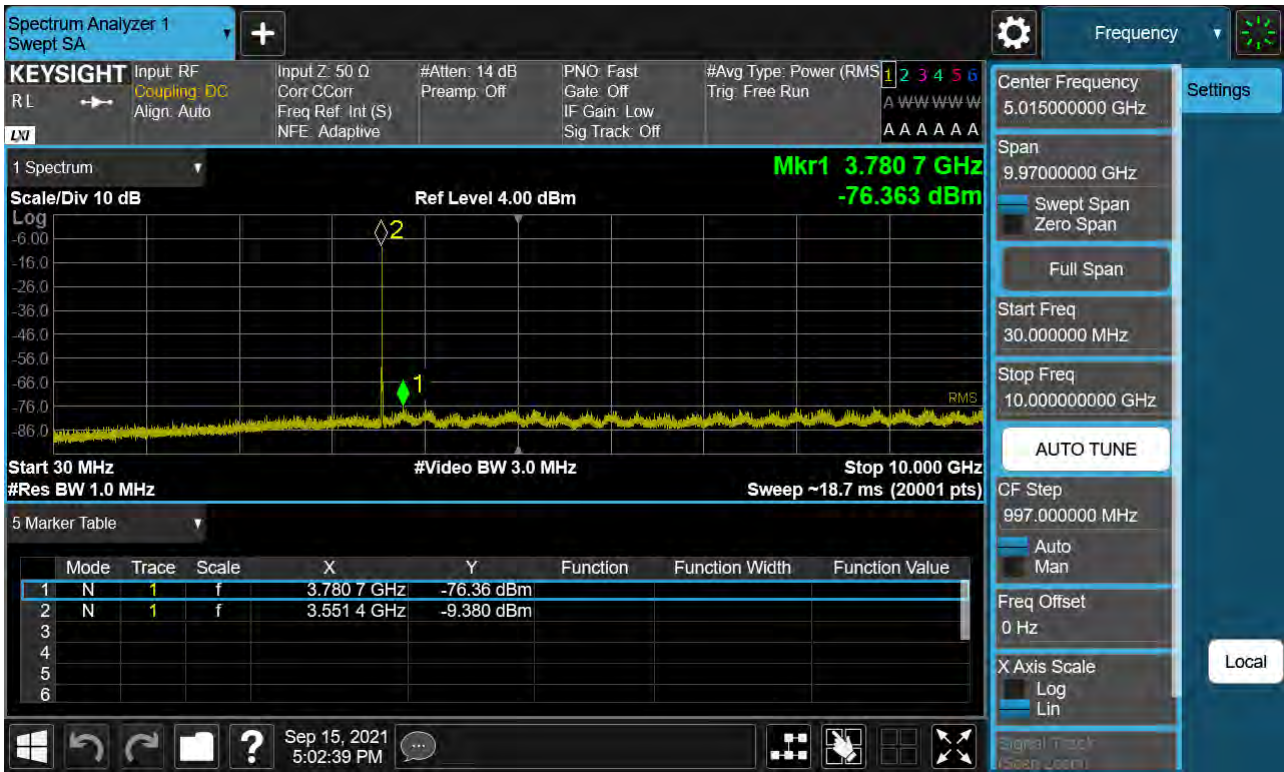 Spectrum Analyzer 1
Swept SA
+
Frequency
KEYSIGHT
RL
LXI
Input: RF
Coupling: DC
Align: Auto
Input Z: 50 Ω
Corr CCorr
Freq Ref: Int (S)
NFE: Adaptive
#Atten: 14 dB
Preamp: Off
PNO: Fast
Gate: Off
IF Gain: Low
Sig Track: Off
#Avg Type: Power (RMS
Trig: Free Run
1 2 3 4 5 6
A W W W W W
A A A A A A
1 Spectrum
Scale/Div 10 dB
Ref Level 4.00 dBm
Mkr1 3.780 7 GHz
-76.363 dBm
Log
-6.00
-16.0
-26.0
-36.0
-46.0
-56.0
-66.0
-76.0
-86.0
2
1
RMS
Start 30 MHz
#Video BW 3.0 MHz
Stop 10.000 GHz
#Res BW 1.0 MHz
Sweep ~18.7 ms (20001 pts)
5 Marker Table
Mode Trace Scale X Y Function Function Width Function Value
1 N 1 f 3.780 7 GHz -76.36 dBm
2 N 1 f 3.551 4 GHz -9.380 dBm
3
4
5
6
Sep 15, 2021
5:02:39 PM
?
Center Frequency
5.015000000 GHz
Span
9.97000000 GHz
Swept Span
Zero Span
Full Span
Start Freq
30.000000 MHz
Stop Freq
10.000000000 GHz
AUTO TUNE
CF Step
997.000000 MHz
Auto
Man
Freq Offset
0 Hz
X Axis Scale
Log
Lin
Signal Track
(Span Zoom)
Settings
Local